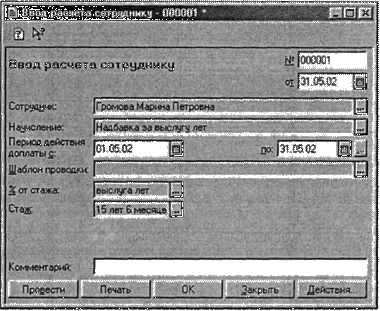 Ввод расчета сотруднику - 000001 *
Ввод расчета сотруднику
№ 000001
от 31.05.02
Сотрудник: Громова Марина Петровна ...
Начисление: Надбавка за выслугу лет ...
Период действия
доплаты с: 01.05.02 по: 31.05.02 ...
Шаблон проводки: ...
% от стажа: выслуга лет ...
Стаж: 15 лет 6 месяце ...
Комментарий:
Провести Печать OK Закрыть Действия...